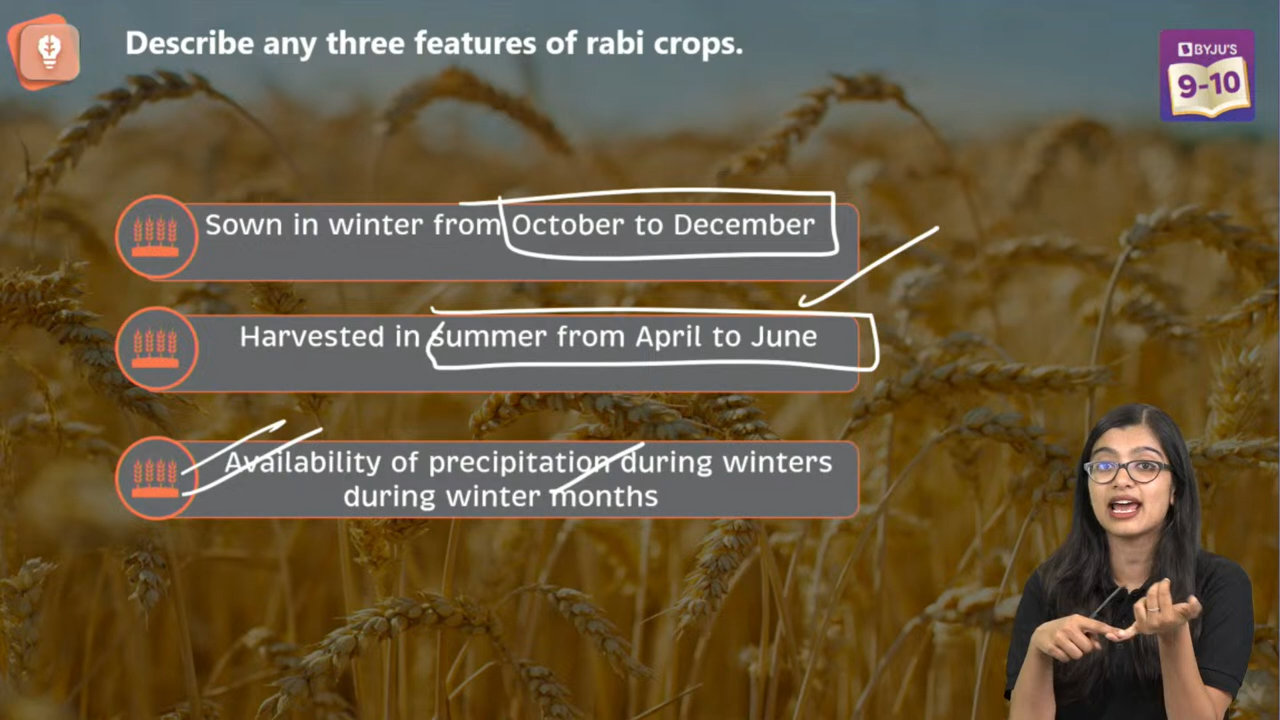 Describe any three features of rabi crops.
BYJU'S
9-10
Sown in winter from October to December
Harvested in summer from April to June
Availability of precipitation during winters
during winter months